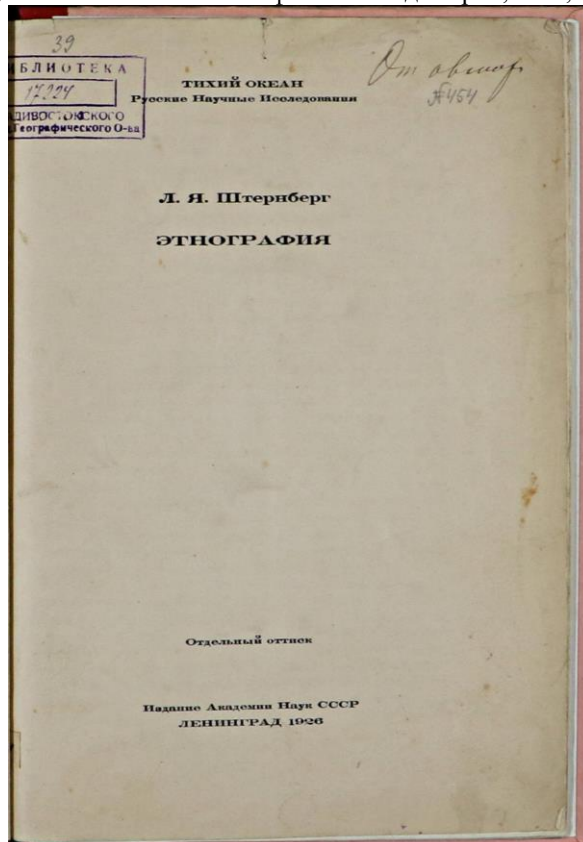 39
БЛИОТЕКА
17224
ДИВОСТОКСКОГО
Географического О-ва
От автора
№454
ТИХИЙ ОКЕАН
Русские Научные Исследования
Л. Я. Штернберг
ЭТНОГРАФИЯ
Отдельный оттиск
Издание Академии Наук СССР
ЛЕНИНГРАД 1926